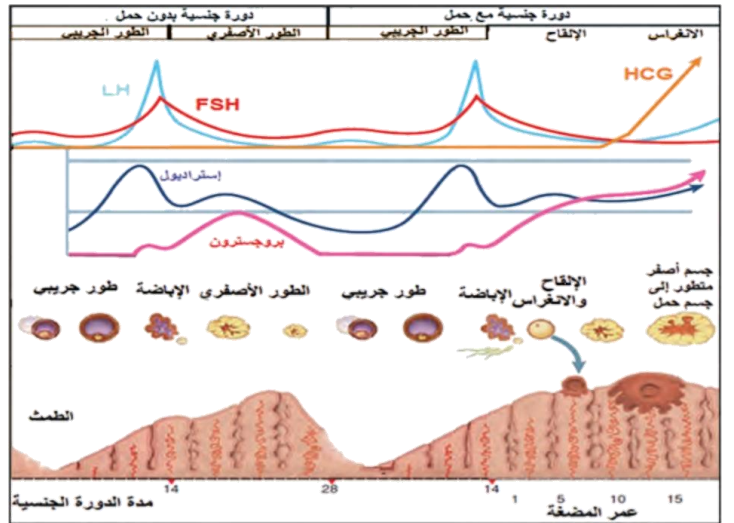 دورة جنسية بدون حمل
دورة جنسية مع حمل
الطور الجريبي
الطور الأصفري
الطور الجريبي
الإلقاح
الانغراس
LH
FSH
HCG
إستراديول
بروجسترون
طور جريبي
الإباضة
الطور الأصفري
طور جريبي
الإباضة
الإلقاح
والانغراس
جسم أصفر
متطور إلى
جسم حمل
الطمث
14
28
14
1
5
10
15
مدة الدورة الجنسية
عمر المضغة